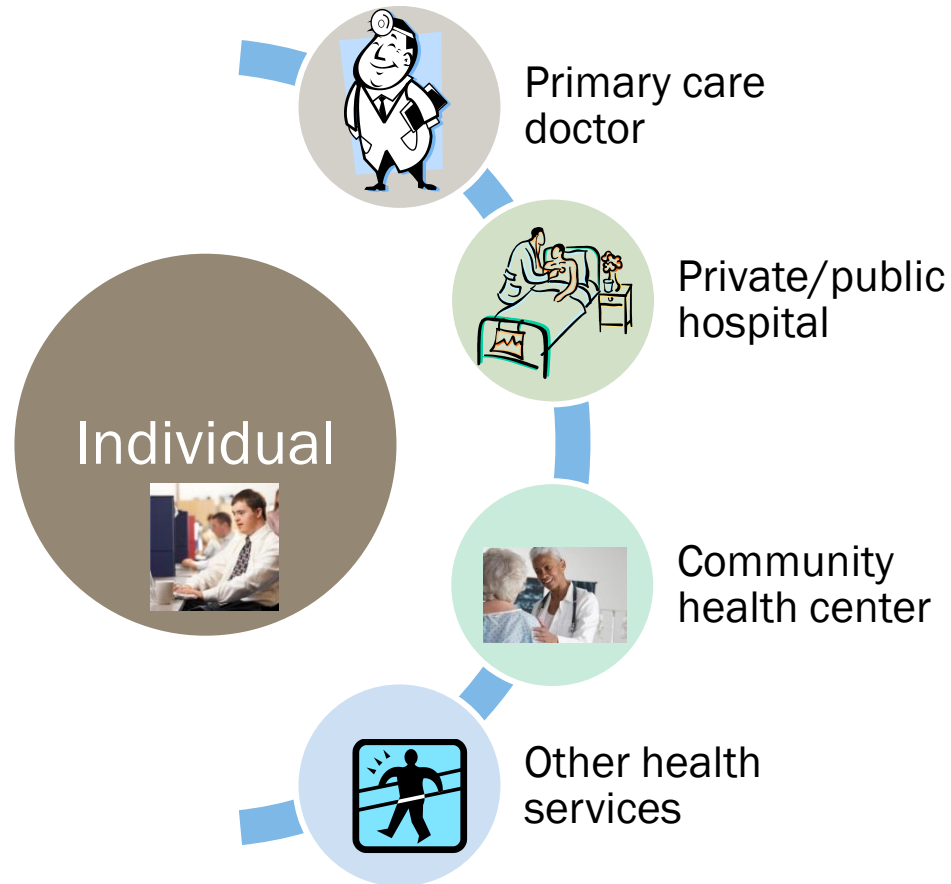 Primary care
doctor
Private/public
hospital
Individual
Community
health center
Other health
services